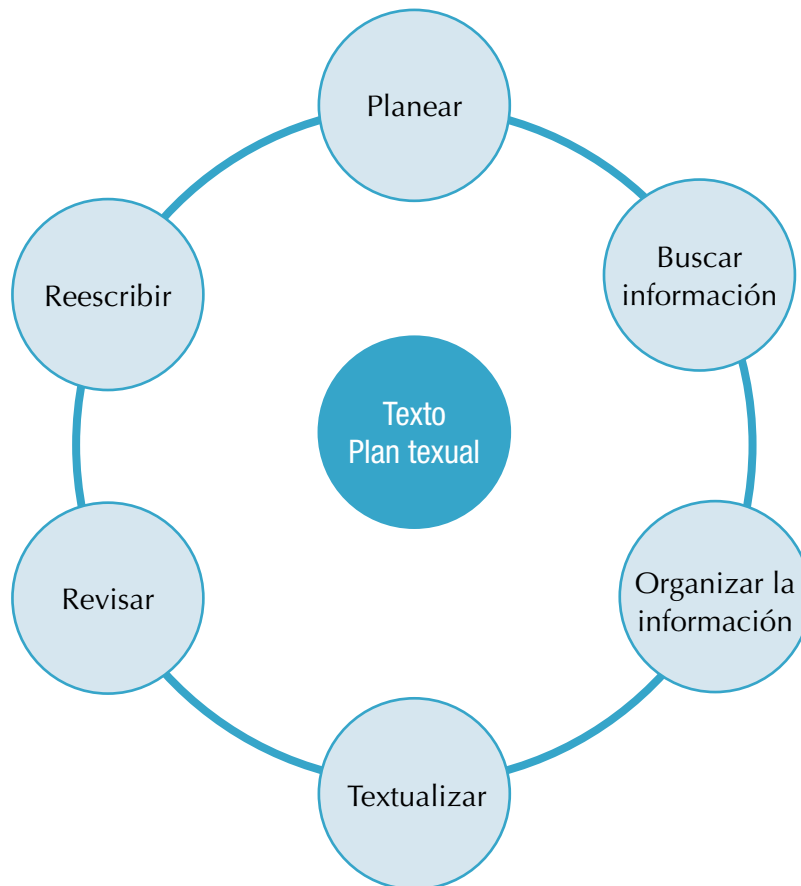 Planear
Buscar
información
Organizar la
información
Textualizar
Revisar
Reescribir
Texto
Plan texual